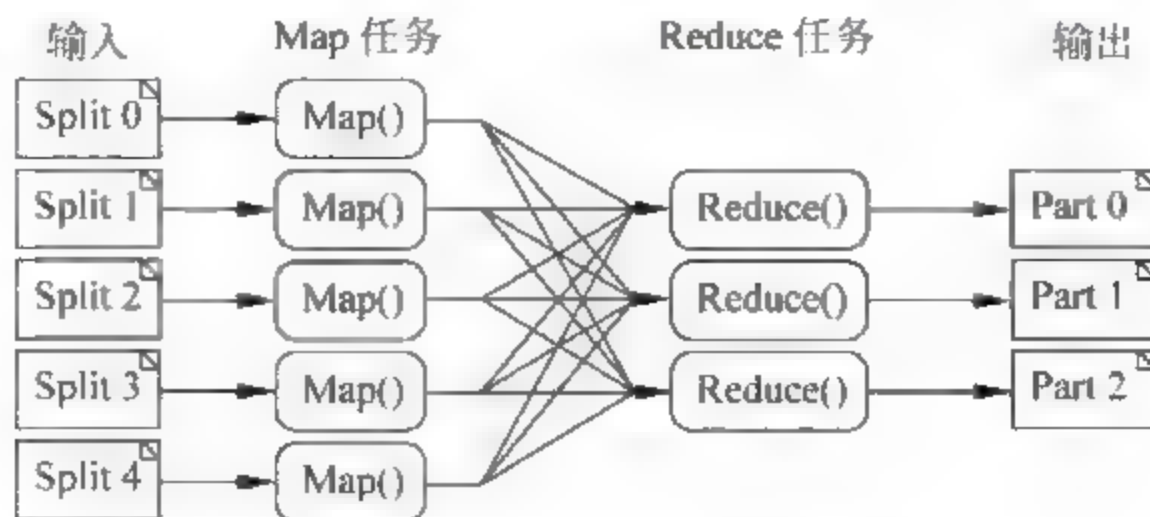 输入 Map 任务 Reduce 任务 输出
Split 0 Map()
Split 1 Map() Reduce() Part 0
Split 2 Map() Reduce() Part 1
Split 3 Map() Reduce() Part 2
Split 4 Map()